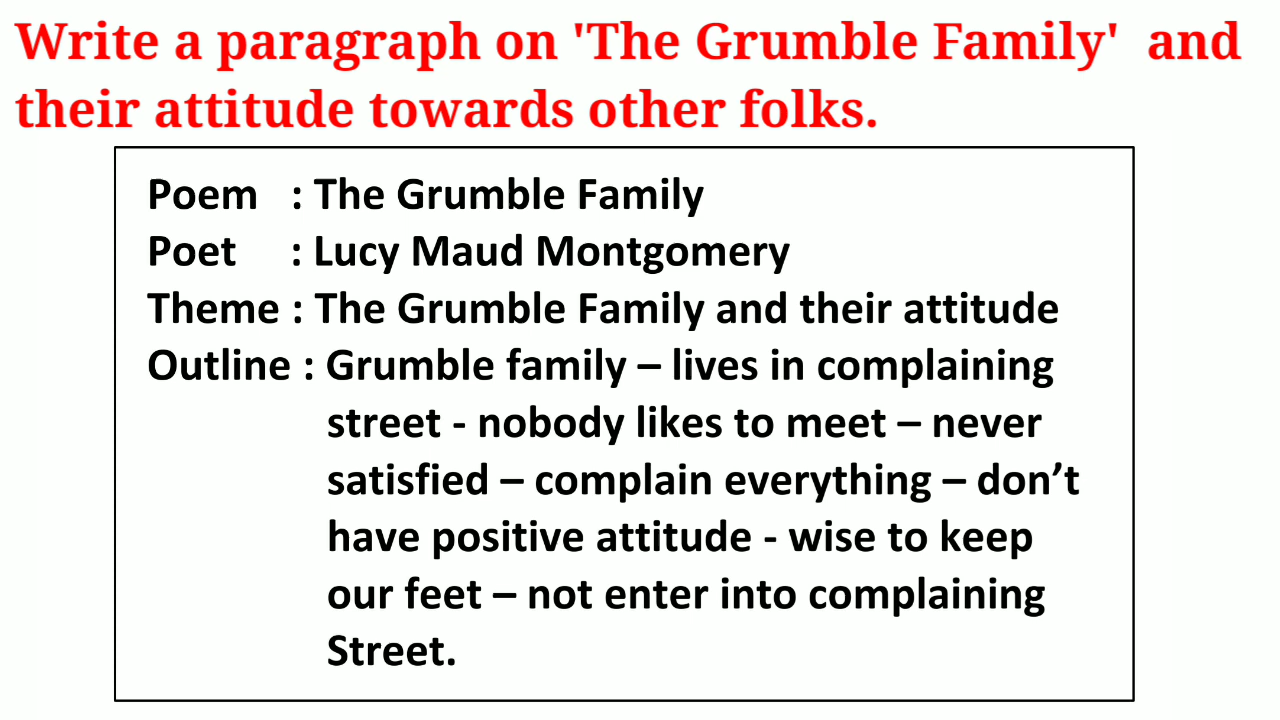 Write a paragraph on 'The Grumble Family' and
their attitude towards other folks.
Poem : The Grumble Family
Poet : Lucy Maud Montgomery
Theme : The Grumble Family and their attitude
Outline : Grumble family – lives in complaining
street - nobody likes to meet – never
satisfied – complain everything – don’t
have positive attitude - wise to keep
our feet – not enter into complaining
Street.